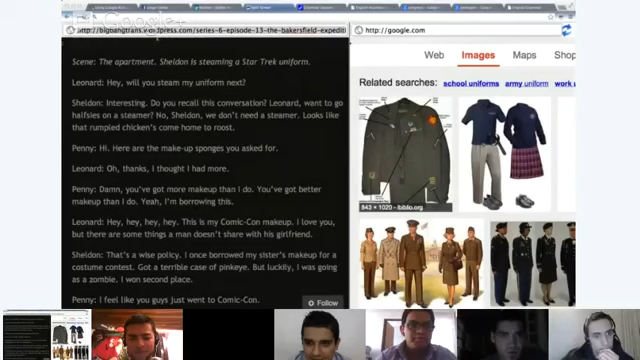 http://bigbangtrans.wordpress.com/series-6-episode-13-the-bakersfield-expediti
http://google.com
Web Images Maps Shop
Scene: The apartment. Sheldon is steaming a Star Trek uniform.
Related searches: school uniforms army uniform work u
Leonard: Hey, will you steam my uniform next?
Sheldon: Interesting. Do you recall this conversation? Leonard, want to go
halfsies on a steamer? No, Sheldon, we don't need a steamer. Looks like
that rumpled chicken's come home to roost.
Penny: Hi. Here are the make-up sponges you asked for.
Leonard: Oh, thanks, I thought I had more.
Penny: Damn, you've got more makeup than I do. You've got better
makeup than I do. Yeah, I'm borrowing this.
843 × 1020 - ibiblio.org
Leonard: Hey, hey, hey, hey. This is my Comic-Con makeup. I love you,
but there are some things a man doesn't share with his girlfriend.
Sheldon: That's a wise policy. I once borrowed my sister's makeup for a
costume contest. Got a terrible case of pinkeye. But luckily, I was going
as a zombie. I won second place.
Penny: I feel like you guys just went to Comic-Con.
Follow